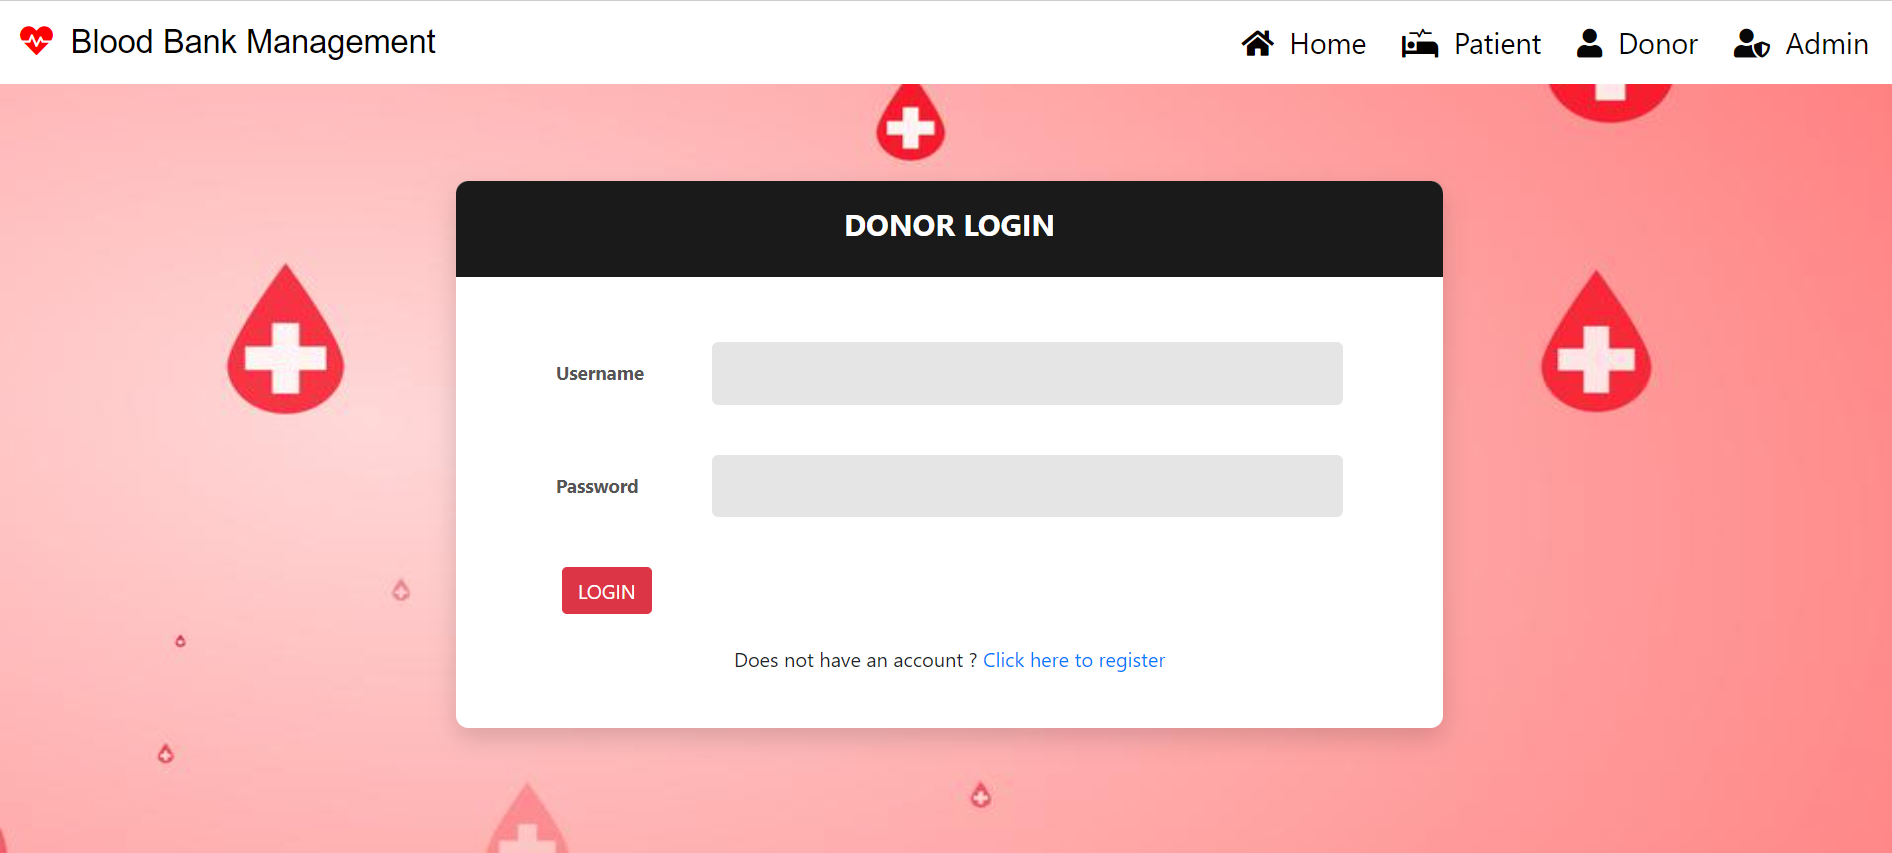 Blood Bank Management
Home Patient Donor Admin
DONOR LOGIN
Username
Password
LOGIN
Does not have an account ? Click here to register